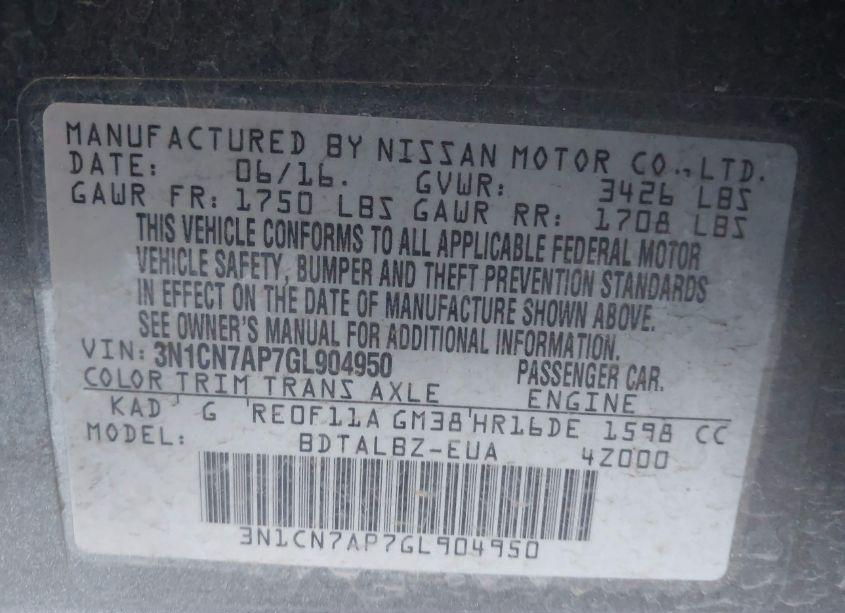 MANUFACTURED BY NISSAN MOTOR CO.,LTD.
DATE: 06/16. GVWR: 3426 LBS
GAWR FR: 1750 LBS GAWR RR: 1708 LBS
THIS VEHICLE CONFORMS TO ALL APPLICABLE FEDERAL MOTOR
VEHICLE SAFETY, BUMPER AND THEFT PREVENTION STANDARDS
IN EFFECT ON THE DATE OF MANUFACTURE SHOWN ABOVE.
SEE OWNER'S MANUAL FOR ADDITIONAL INFORMATION.
VIN: 3N1CN7AP7GL904950 PASSENGER CAR.
COLOR TRIM TRANS AXLE ENGINE
KAD G RE0F11A GM38 HR16DE 1598 CC
MODEL: BDTALBZ-EUA 4Z000
3N1CN7AP7GL904950